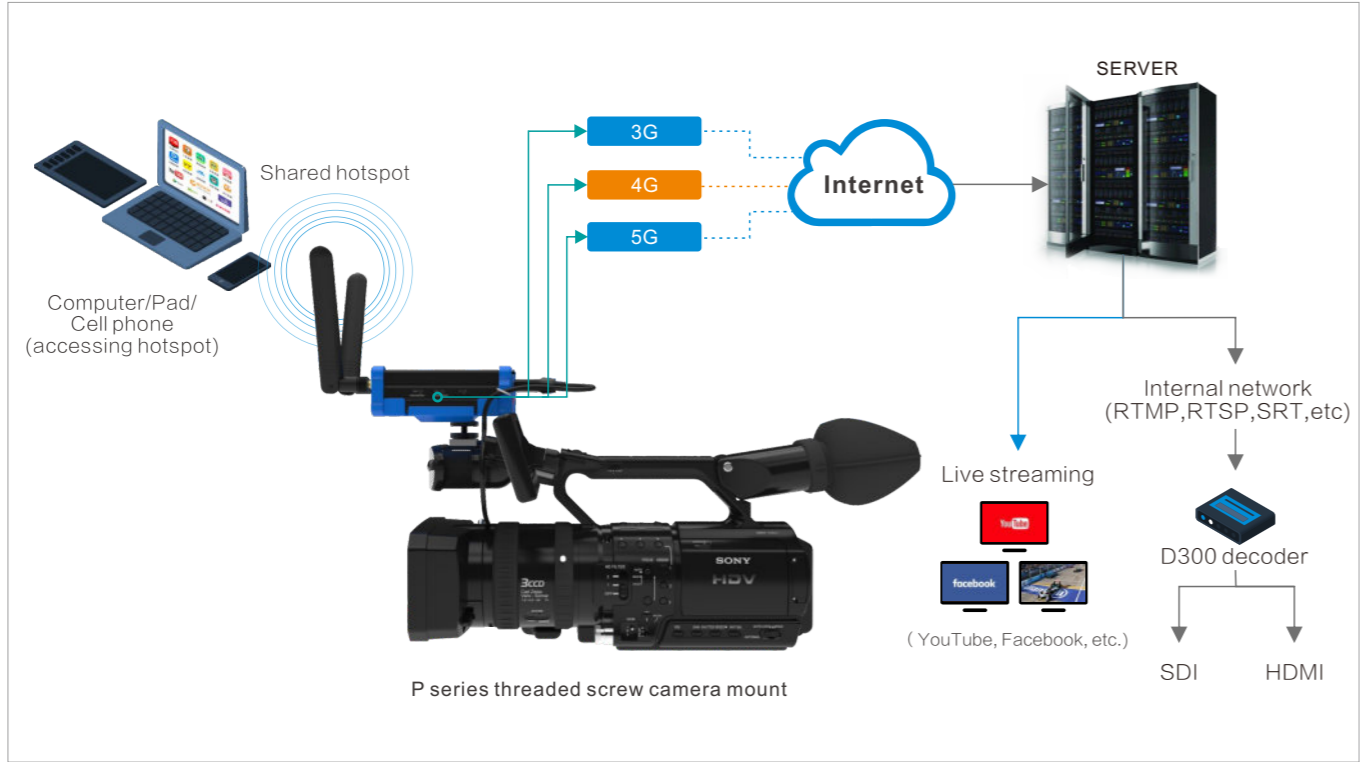 SERVER
3G
4G
5G
Internet
Shared hotspot
Computer/Pad/
Cell phone
(accessing hotspot)
Internal network
(RTMP,RTSP,SRT,etc)
Live streaming
YouTube
facebook
( YouTube, Facebook, etc.)
D300 decoder
SDI
HDMI
SONY
HDV
3CCD
P series threaded screw camera mount